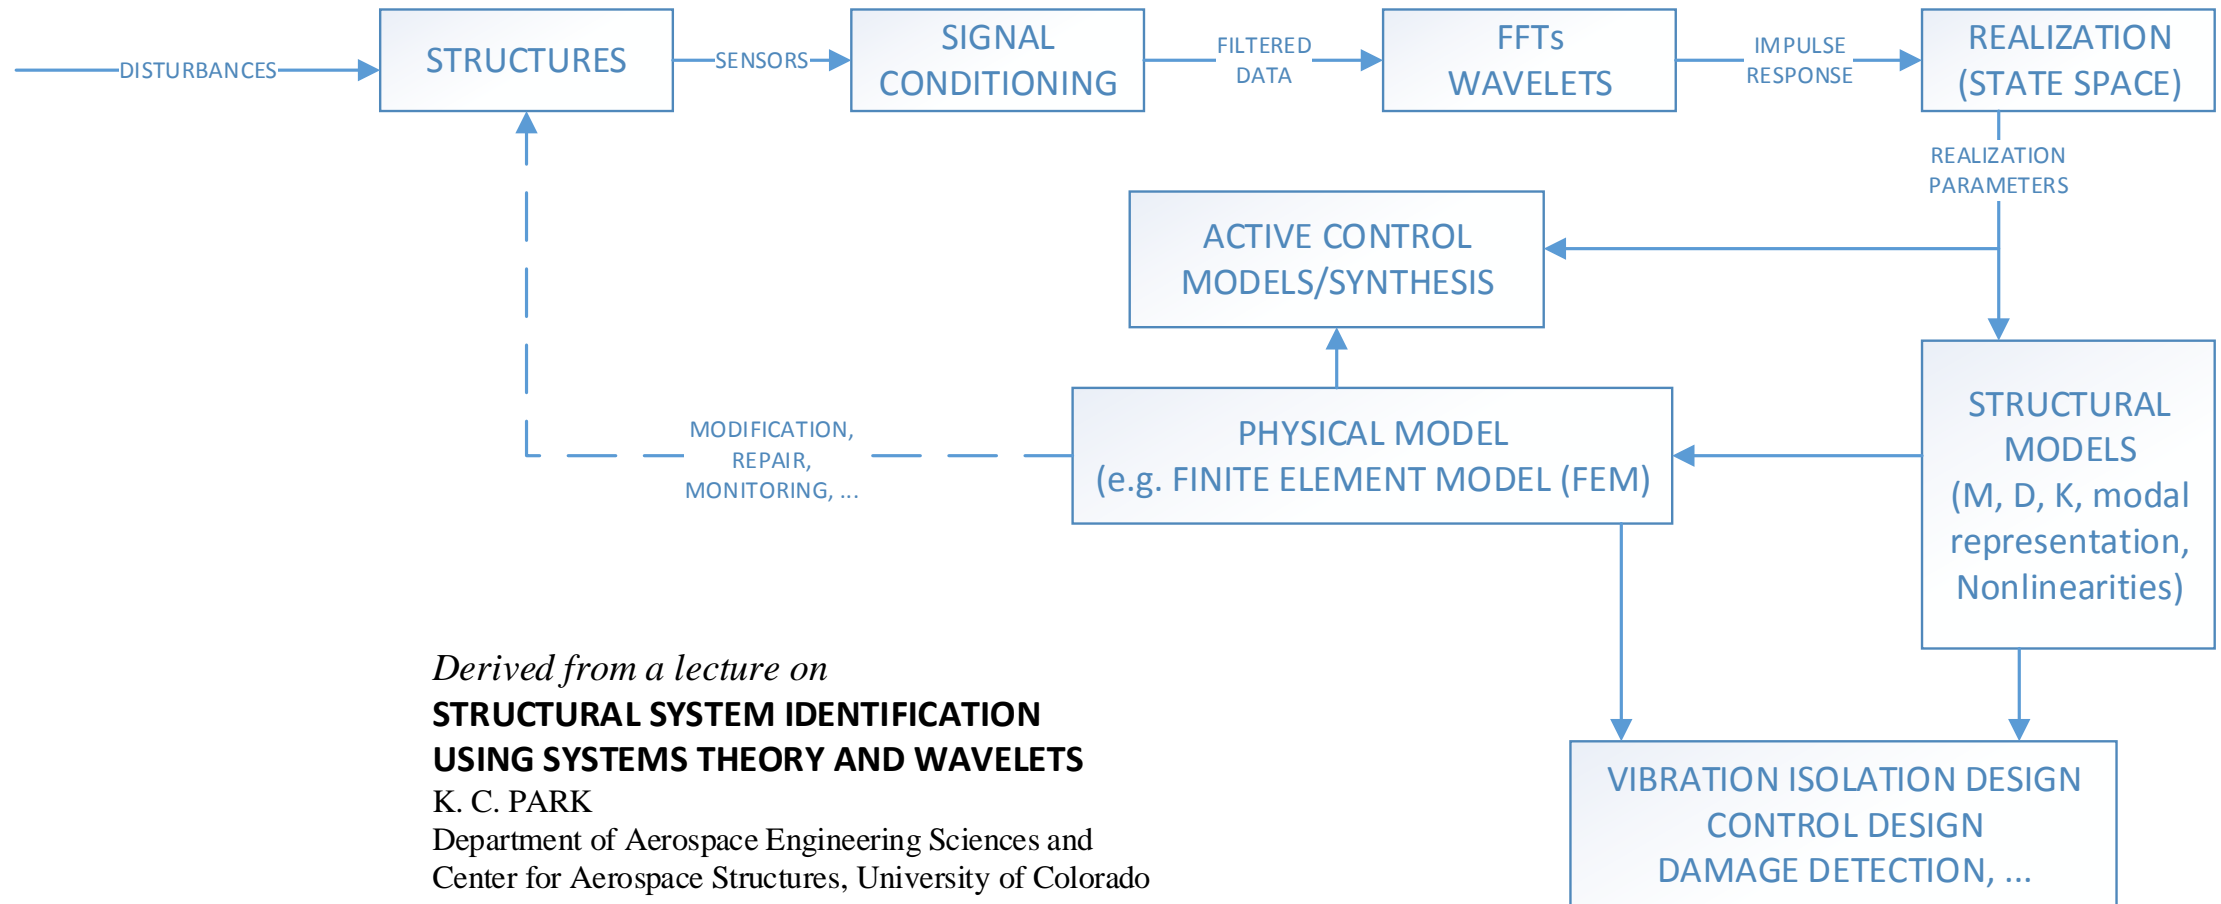 DISTURBANCES
STRUCTURES
SENSORS
SIGNAL
CONDITIONING
FILTERED
DATA
FFTs
WAVELETS
IMPULSE
RESPONSE
REALIZATION
(STATE SPACE)
REALIZATION
PARAMETERS
ACTIVE CONTROL
MODELS/SYNTHESIS
STRUCTURAL
MODELS
(M, D, K, modal
representation,
Nonlinearities)
PHYSICAL MODEL
(e.g. FINITE ELEMENT MODEL (FEM)
MODIFICATION,
REPAIR,
MONITORING, ...
VIBRATION ISOLATION DESIGN
CONTROL DESIGN
DAMAGE DETECTION, ...
Derived from a lecture on
STRUCTURAL SYSTEM IDENTIFICATION
USING SYSTEMS THEORY AND WAVELETS
K. C. PARK
Department of Aerospace Engineering Sciences and
Center for Aerospace Structures, University of Colorado